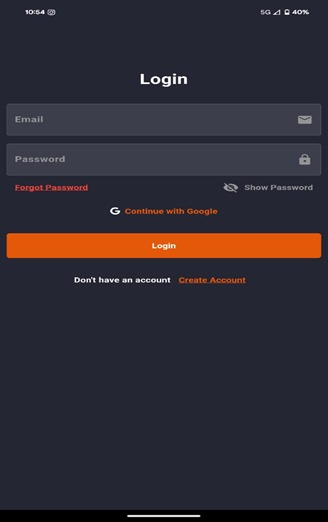 10:54 5G 40%
Login
Email
Password
Forgot Password Show Password
G Continue with Google
Login
Don't have an account Create Account